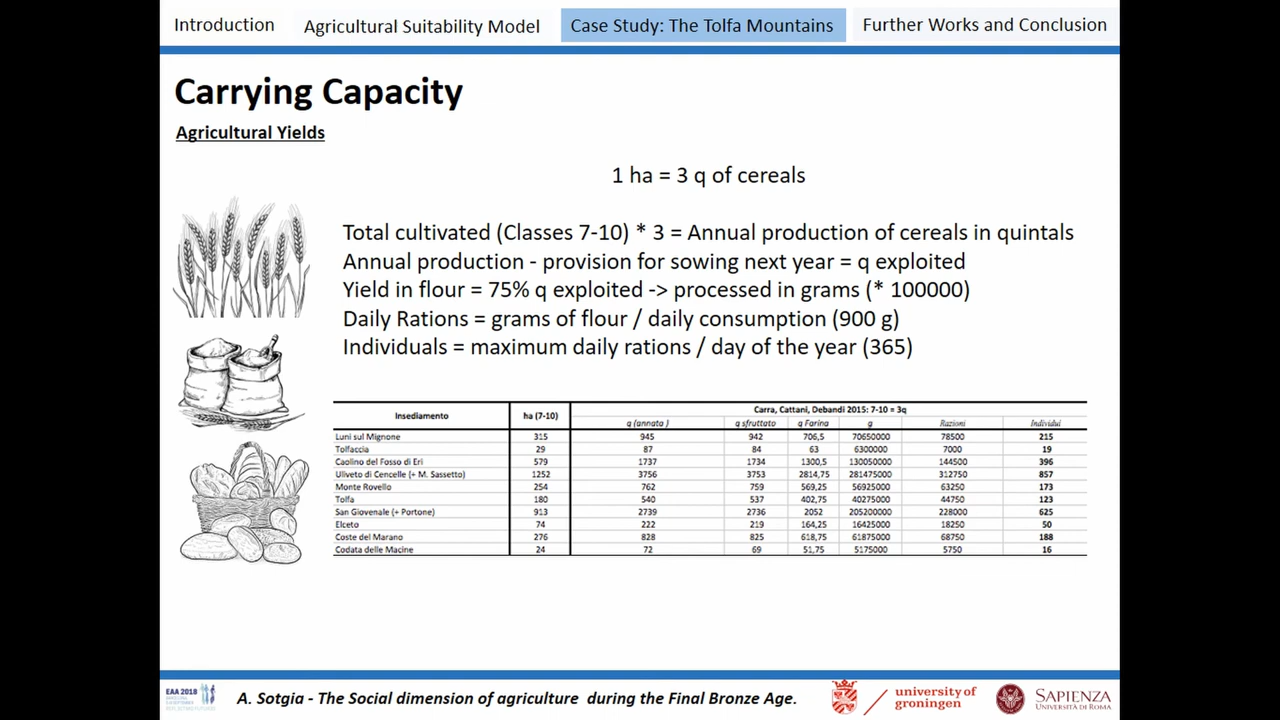 Introduction Agricultural Suitability Model Case Study: The Tolfa Mountains Further Works and Conclusion
Carrying Capacity
Agricultural Yields
1 ha = 3 q of cereals
Total cultivated (Classes 7-10) * 3 = Annual production of cereals in quintals
Annual production - provision for sowing next year = q exploited
Yield in flour = 75% q exploited -> processed in grams (* 100000)
Daily Rations = grams of flour / daily consumption (900 g)
Individuals = maximum daily rations / day of the year (365)
Insediamento ha (7-10) Carra, Cattani, Debandi 2015: 7-10 = 3q
q (annata ) q sfruttato q Farina g Razioni Individui
Luni sul Mignone 315 945 942 706,5 70650000 78500 215
Tolfaccia 29 87 84 63 6300000 7000 19
Caolino del Fosso di Eri 579 1737 1734 1300,5 130050000 144500 396
Uliveto di Cencelle (+ M. Sassetto) 1252 3756 3753 2814,75 281475000 312750 857
Monte Rovello 254 762 759 569,25 56925000 63250 173
Tolfa 180 540 537 402,75 40275000 44750 123
San Giovenale (+ Portone) 913 2739 2736 2052 205200000 228000 625
Elceto 74 222 219 164,25 16425000 18250 50
Coste del Marano 276 828 825 618,75 61875000 68750 188
Codata delle Macine 24 72 69 51,75 5175000 5750 16
EAA 2018
A. Sotgia - The Social dimension of agriculture during the Final Bronze Age.
university of
groningen
SAPIENZA
UNIVERSITÀ DI ROMA